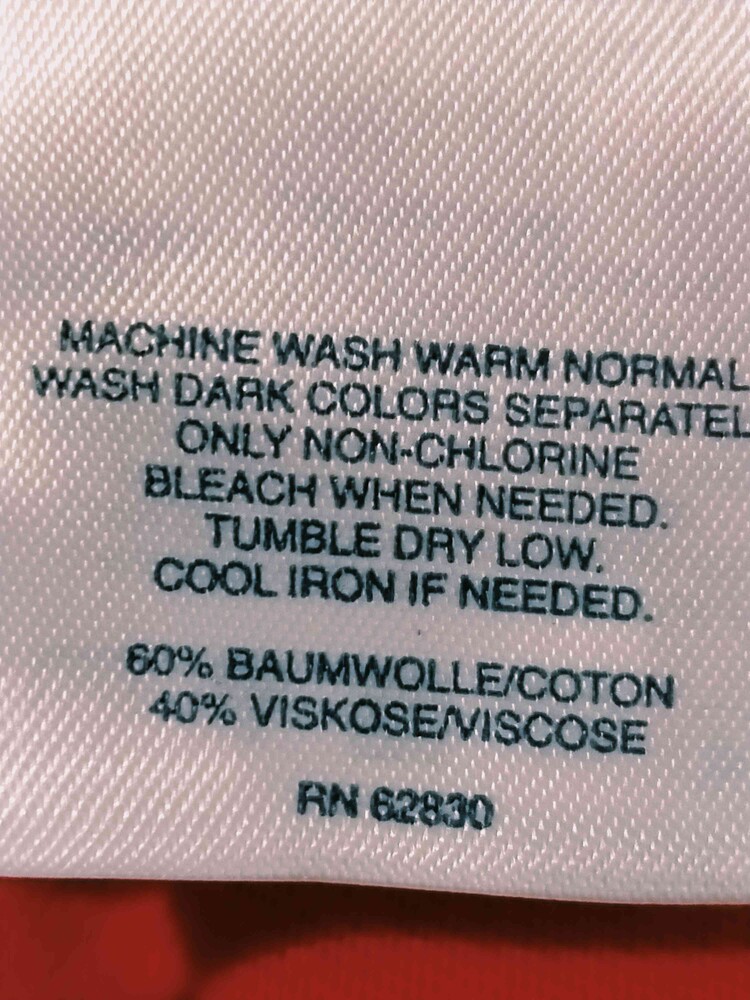 MACHINE WASH WARM NORMAL
WASH DARK COLORS SEPARATEL
ONLY NON-CHLORINE
BLEACH WHEN NEEDED.
TUMBLE DRY LOW.
COOL IRON IF NEEDED.
60% BAUMWOLLE/COTON
40% VISKOSE/VISCOSE
RN 62830